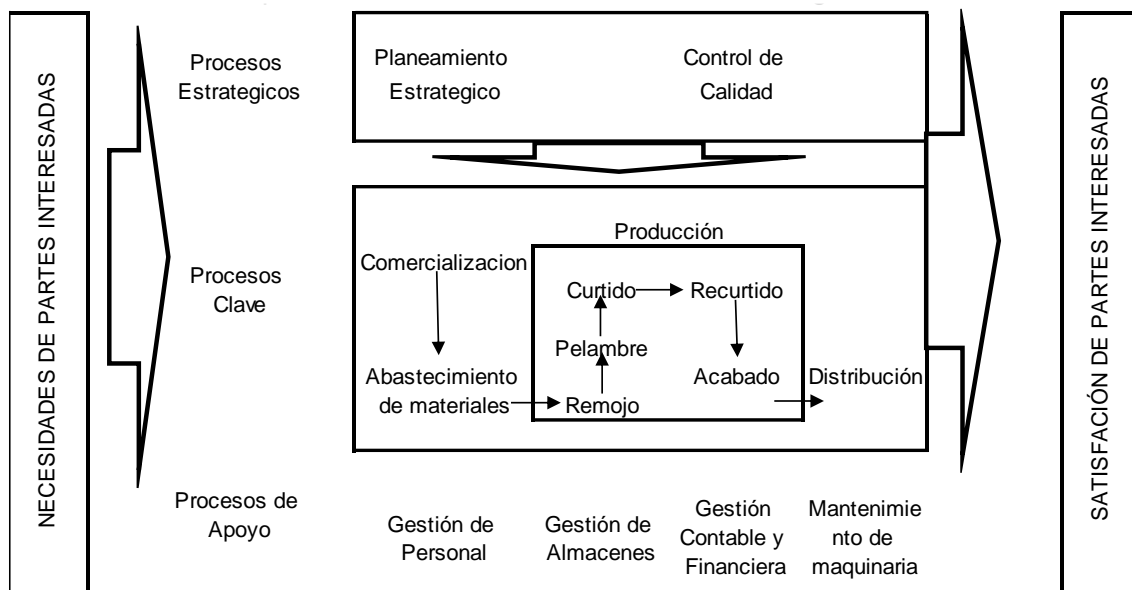 NECESIDADES DE PARTES INTERESADAS
Procesos
Estrategicos
Planeamiento
Estrategico
Control de
Calidad
Procesos
Clave
Producción
Comercializacion
Curtido
Recurtido
Pelambre
Abastecimiento
de materiales
Remojo
Acabado
Distribución
Procesos de
Apoyo
Gestión de
Personal
Gestión de
Almacenes
Gestión
Contable y
Financiera
Mantenimie
nto de
maquinaria
SATISFACIÓN DE PARTES INTERESADAS